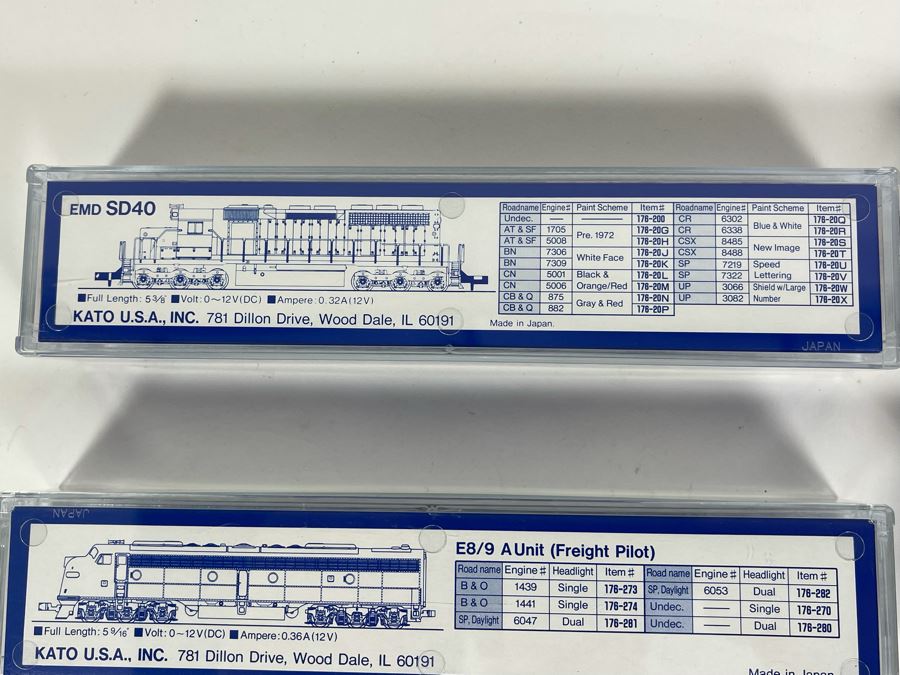 EMD SD40
■Full Length: 5 3/8" ■Volt: 0~12V(DC) ■Ampere: 0.32A(12V)
KATO U.S.A., INC. 781 Dillon Drive, Wood Dale, IL 60191
Roadname Engine# Paint Scheme Item#
Undec. — — 176-200
AT & SF 1705 Pre. 1972 176-20G
AT & SF 5008 176-20H
BN 7306 White Face 176-20J
BN 7309 176-20K
CN 5001 Black & 176-20L
CN 5006 Orange/Red 176-20M
CB & Q 875 Gray & Red 176-20N
CB & Q 882 176-20P
Roadname Engine# Paint Scheme Item#
CR 6302 Blue & White 176-20Q
CR 6338 176-20R
CSX 8485 New Image 176-20S
CSX 8488 176-20T
SP 7219 Speed 176-20U
SP 7322 Lettering 176-20V
UP 3066 Shield w/Large 176-20W
UP 3082 Number 176-20X
Made in Japan.
JAPAN
JAPAN
E8/9 A Unit (Freight Pilot)
Road name Engine # Headlight Item #
B & O 1439 Single 176-273
B & O 1441 Single 176-274
SP, Daylight 6047 Dual 176-281
Road name Engine # Headlight Item #
SP, Daylight 6053 Dual 176-282
Undec. — Single 176-270
Undec. — Dual 176-280
■Full Length: 5 9/16" ■Volt: 0~12V(DC) ■Ampere: 0.36A(12V)
KATO U.S.A., INC. 781 Dillon Drive, Wood Dale, IL 60191
Made in Japan